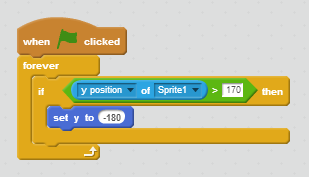 when clicked
forever
if y position of Sprite1 > 170 then
set y to -180